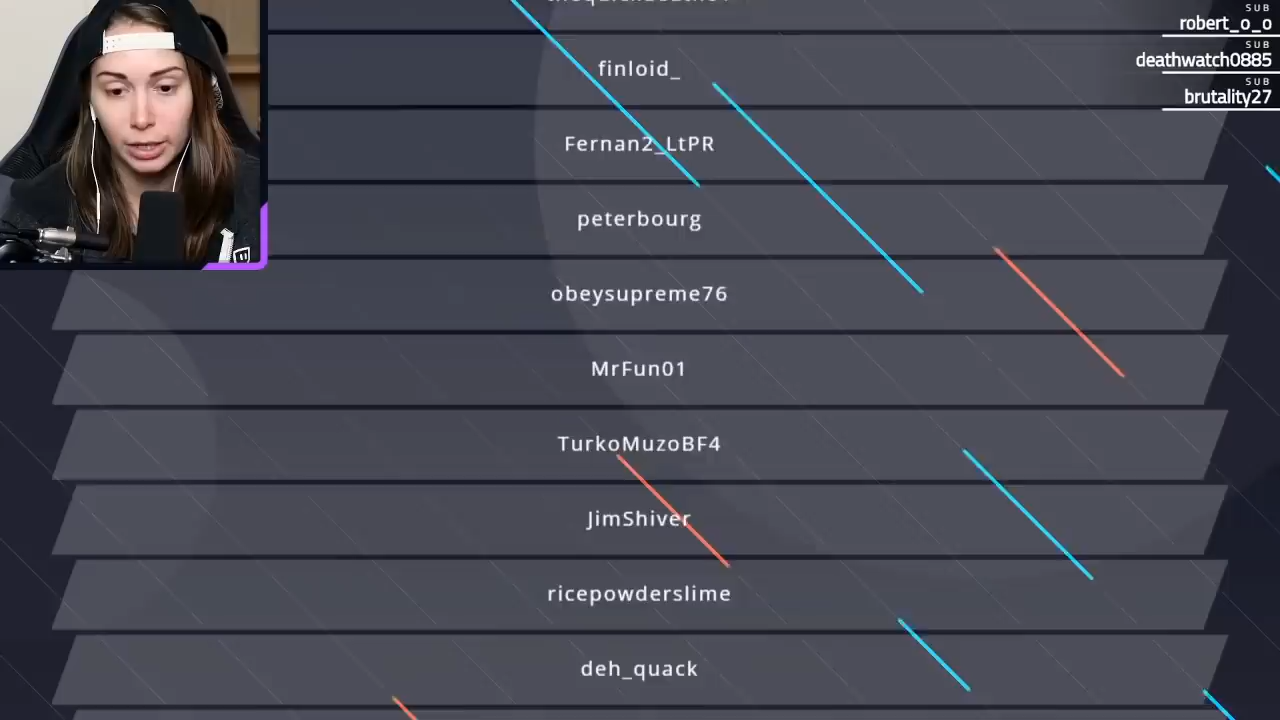 SUB
robert_o_o
SUB
deathwatch0885
SUB
brutality27
finloid_
Fernan2_LtPR
peterbourg
obeysupreme76
MrFun01
TurkoMuzoBF4
JimShiver
ricepowderslime
deh_quack